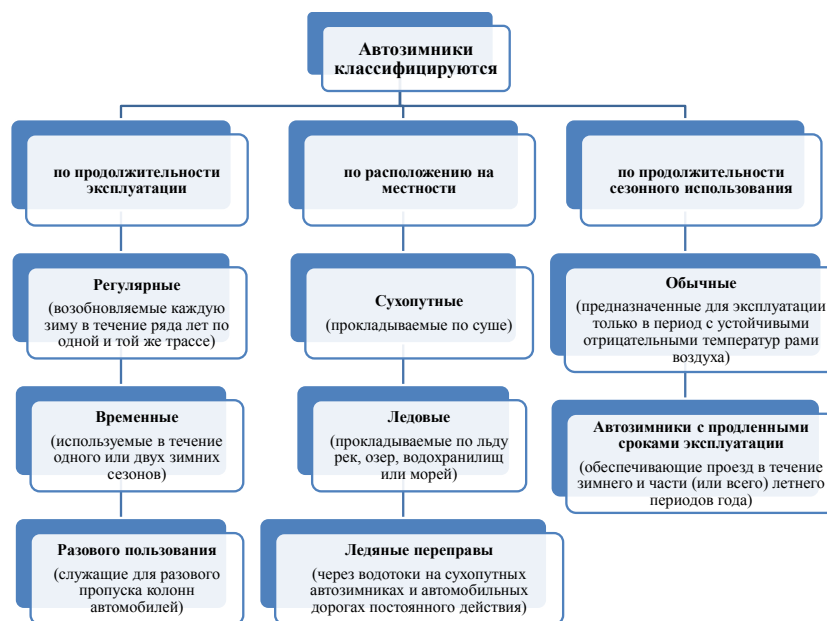 Автозимники
классифицируются
по продолжительности
эксплуатации
по расположению на
местности
по продолжительности
сезонного использования
Регулярные
(возобновляемые каждую
зиму в течение ряда лет по
одной и той же трассе)
Сухопутные
(прокладываемые по суше)
Обычные
(предназначенные для эксплуатации
только в период с устойчивыми
отрицательными температур рами
воздуха)
Временные
(используемые в течение
одного или двух зимних
сезонов)
Ледовые
(прокладываемые по льду
рек, озер, водохранилищ
или морей)
Автозимники с продленными
сроками эксплуатации
(обеспечивающие проезд в течение
зимнего и части (или всего) летнего
периодов года)
Разового пользования
(служащие для разового
пропуска колонн
автомобилей)
Ледяные переправы
(через водотоки на сухопутных
автозимниках и автомобильных
дорогах постоянного действия)